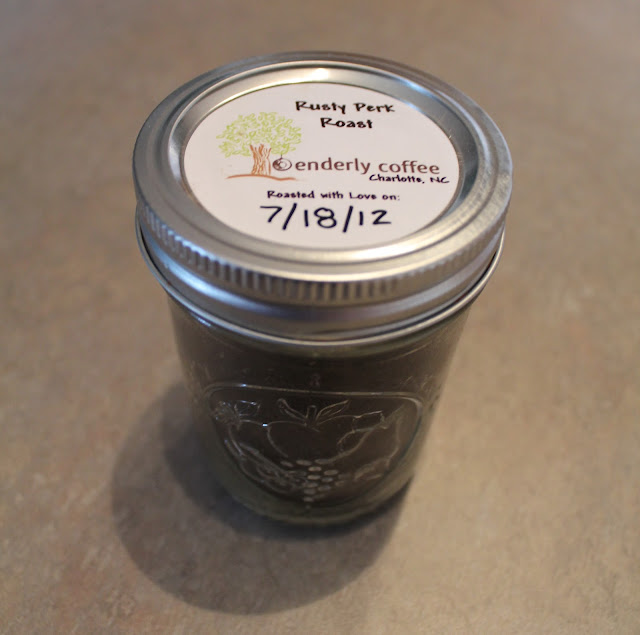 Rusty Perk
Roast
enderly coffee
Charlotte, NC
Roasted with Love on:
7/18/12